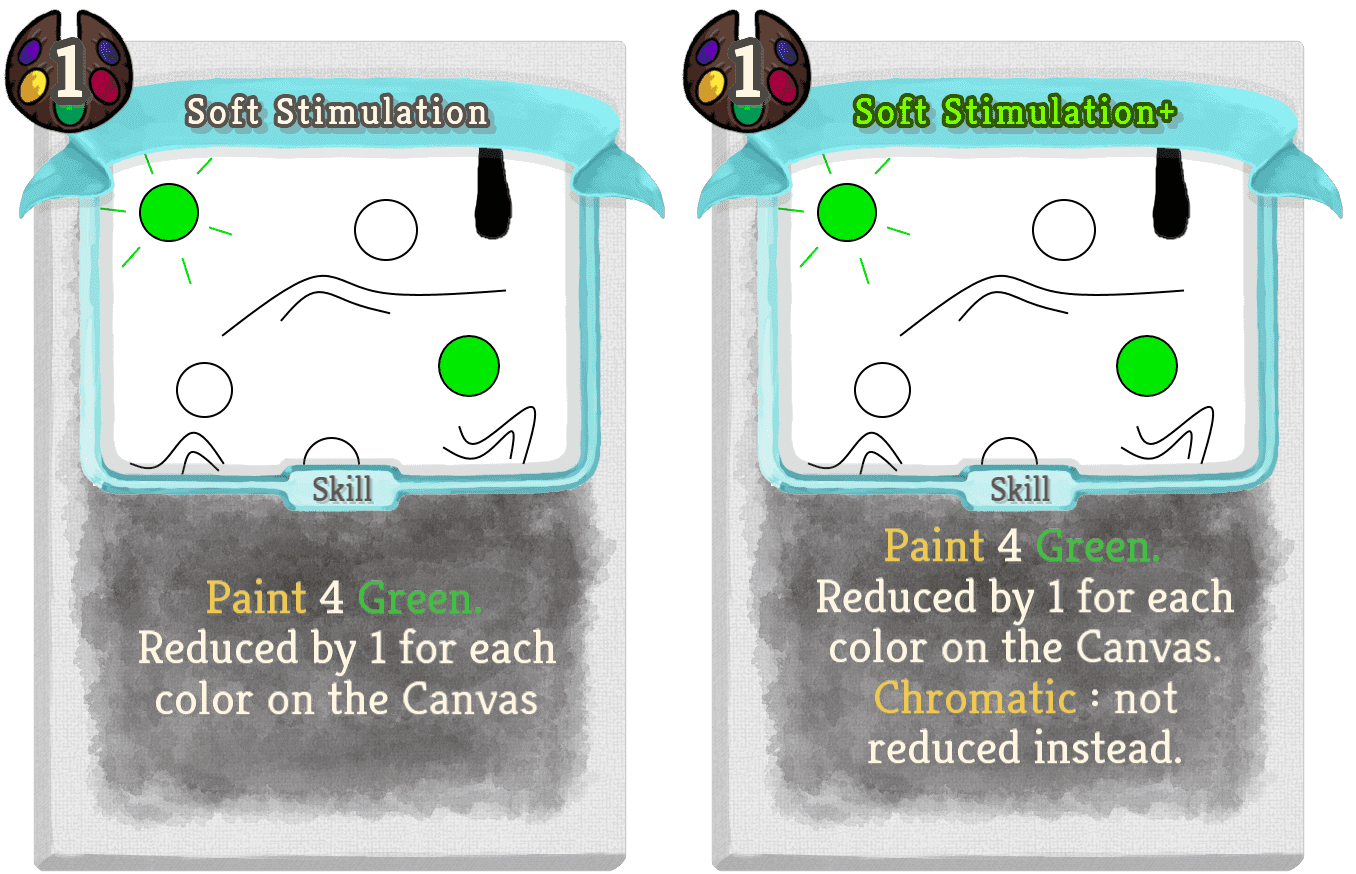 1
Soft Stimulation
Skill
Paint 4 Green.
Reduced by 1 for each
color on the Canvas
1
Soft Stimulation+
Skill
Paint 4 Green.
Reduced by 1 for each
color on the Canvas.
Chromatic : not
reduced instead.